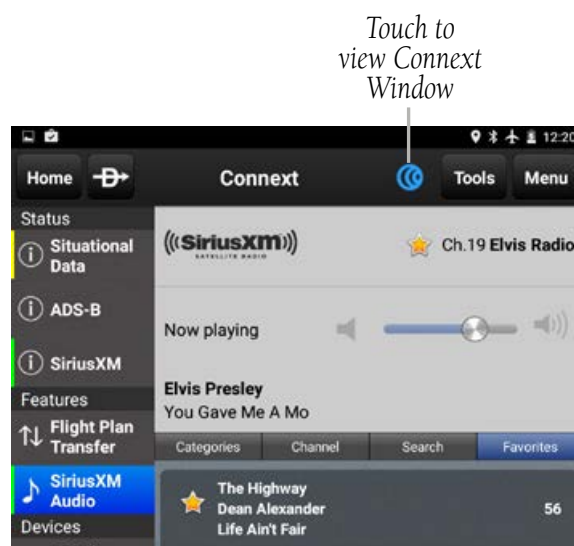 Touch to
view Connext
Window
12:20
Home
Connext
Tools
Menu
Status
Situational
Data
ADS-B
SiriusXM
Features
Flight Plan
Transfer
SiriusXM
Audio
Devices
((SiriusXM))
SATELLITE RADIO
Ch.19 Elvis Radio
Now playing
Elvis Presley
You Gave Me A Mo
Categories
Channel
Search
Favorites
The Highway
Dean Alexander
Life Ain't Fair
56